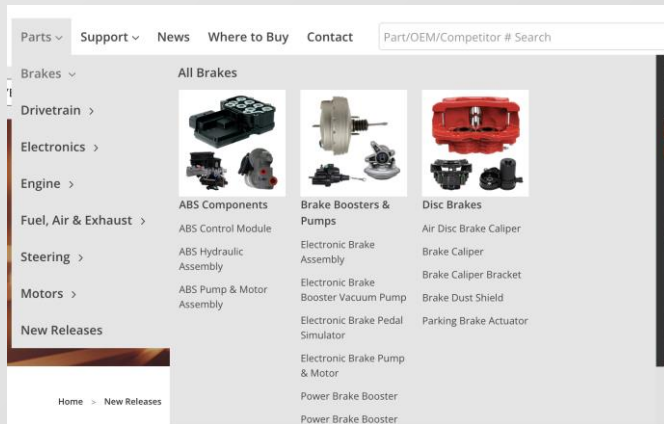 Parts
Support
News
Where to Buy
Contact
Part/OEM/Competitor # Search
Brakes
Drivetrain
Electronics
Engine
Fuel, Air & Exhaust
Steering
Motors
New Releases
All Brakes
ABS Components
ABS Control Module
ABS Hydraulic
Assembly
ABS Pump & Motor
Assembly
Brake Boosters &
Pumps
Electronic Brake
Assembly
Electronic Brake
Booster Vacuum Pump
Electronic Brake Pedal
Simulator
Electronic Brake Pump
& Motor
Power Brake Booster
Power Brake Booster
Disc Brakes
Air Disc Brake Caliper
Brake Caliper
Brake Caliper Bracket
Brake Dust Shield
Parking Brake Actuator
Home > New Releases